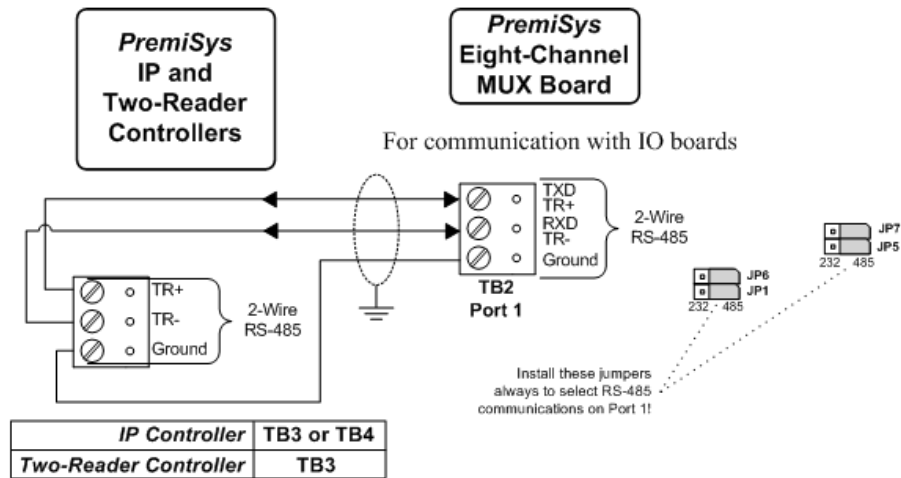 PremiSys
IP and
Two-Reader
Controllers
PremiSys
Eight-Channel
MUX Board
For communication with IO boards
TXD
TR+
RXD
TR-
Ground
2-Wire
RS-485
TB2
Port 1
TR+
TR-
Ground
2-Wire
RS-485
JP7
JP5
232 485
JP6
JP1
232 485
Install these jumpers
always to select RS-485
communications on Port 1!
IP Controller TB3 or TB4
Two-Reader Controller TB3